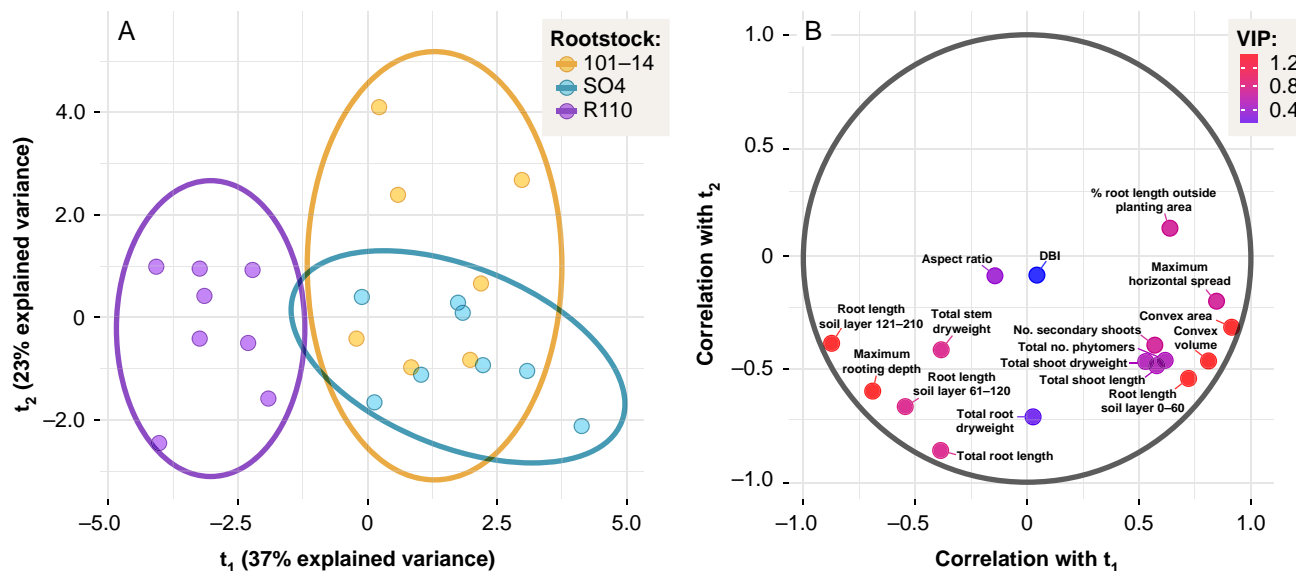 A
Rootstock:
101–14
SO4
R110
4.0
2.0
0
–2.0
t2 (23% explained variance)
–5.0
–2.5
0
2.5
5.0
t1 (37% explained variance)
B
VIP:
1.2
0.8
0.4
1.0
0.5
0
–0.5
–1.0
Correlation with t2
% root length outside
planting area
Aspect ratio
DBI
Maximum
horizontal spread
Root length
soil layer 121–210
Total stem
dryweight
Convex area
No. secondary shoots
Convex
volume
Total no. phytomers
Total shoot dryweight
Maximum
rooting depth
Root length
soil layer 61–120
Total shoot length
Root length
soil layer 0–60
Total root
dryweight
Total root length
–1.0
–0.5
0
0.5
1.0
Correlation with t1